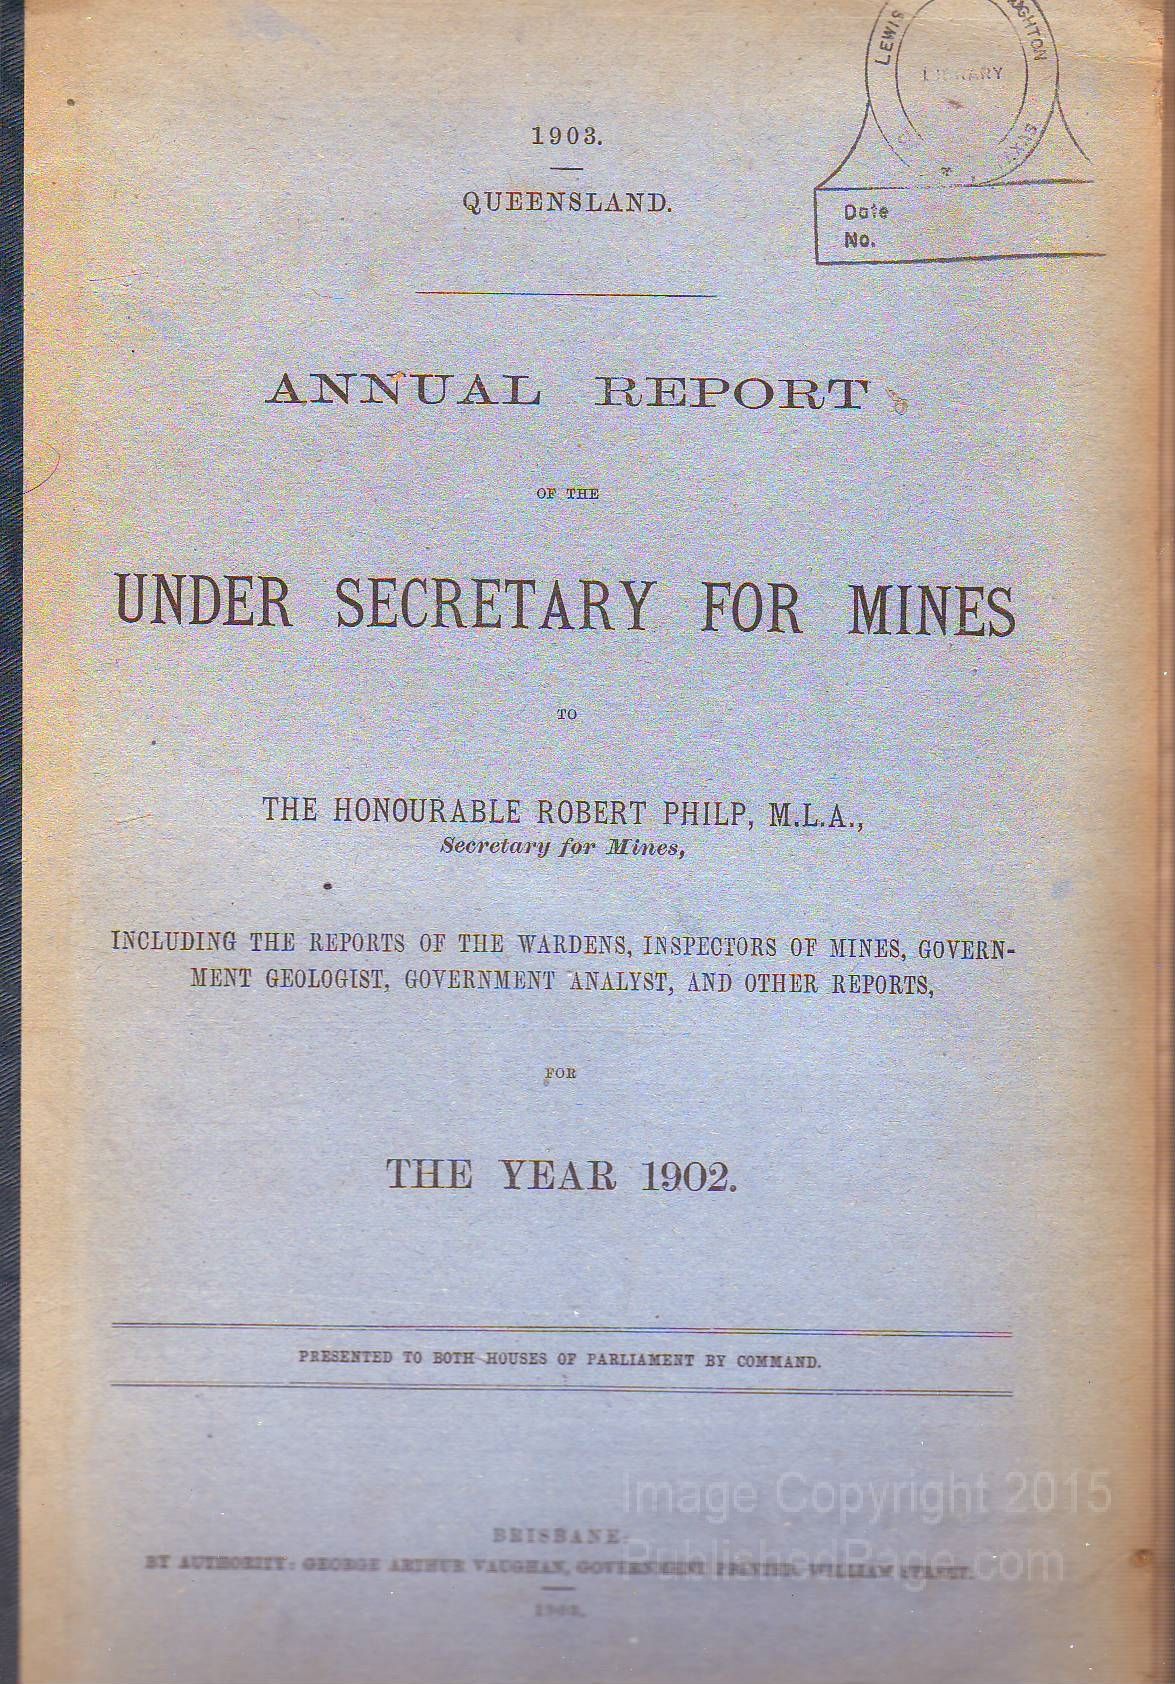 LEWIS
LIBRARY
1903.
QUEENSLAND.
Date
No.
ANNUAL REPORT
OF THE
UNDER SECRETARY FOR MINES
TO
THE HONOURABLE ROBERT PHILP, M.L.A.,
Secretary for Mines,
INCLUDING THE REPORTS OF THE WARDENS, INSPECTORS OF MINES, GOVERN-
MENT GEOLOGIST, GOVERNMENT ANALYST, AND OTHER REPORTS,
FOR
THE YEAR 1902.
PRESENTED TO BOTH HOUSES OF PARLIAMENT BY COMMAND.
Image Copyright 2015
BRISBANE:
PublishedPage.com
BY AUTHORITY: GEORGE ARTHUR VAUGHAN, GOVERNMENT PRINTER, WILLIAM STREET.
1903.